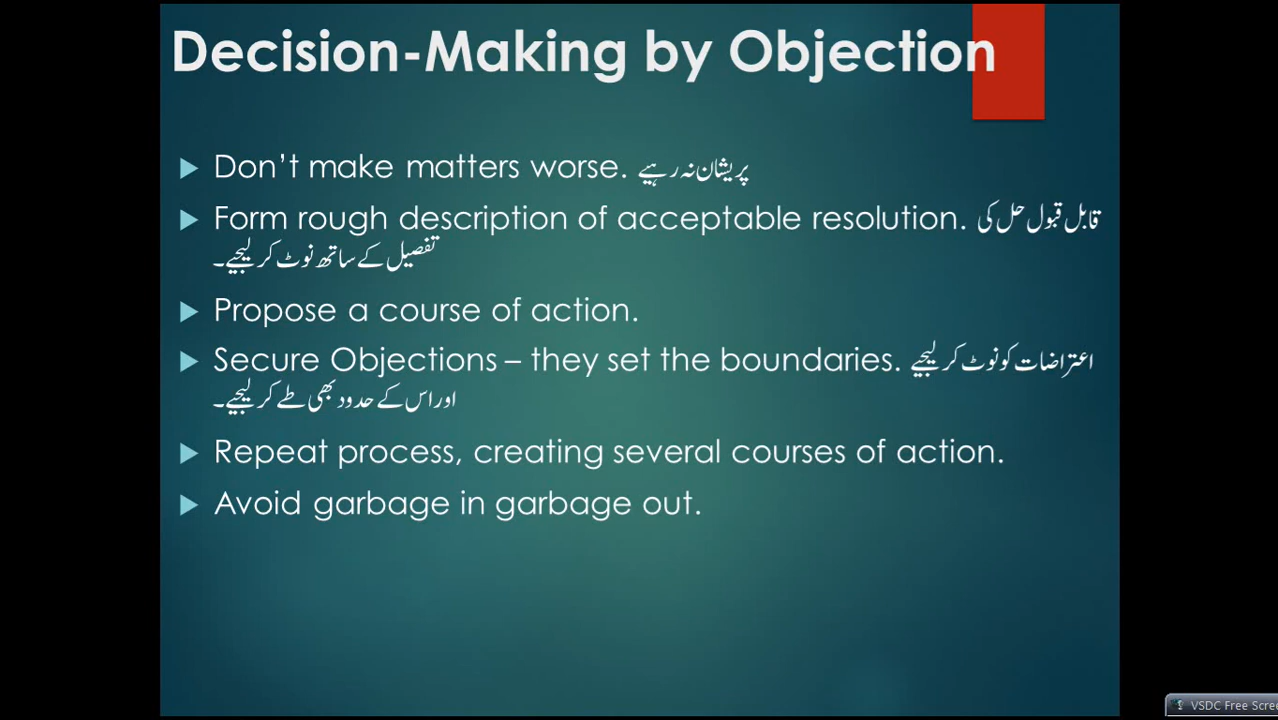 Decision-Making by Objection
Don't make matters worse. پریشان نہ رہیے
Form rough description of acceptable resolution. قابل قبول حل کی
تفصیل کے ساتھ نوٹ کر لیجیے۔
Propose a course of action.
Secure Objections – they set the boundaries. اعتراضات کو نوٹ کر لیجیے
اور اس کے حدود بھی طے کر لیجیے۔
Repeat process, creating several courses of action.
Avoid garbage in garbage out.
VSDC Free Scree